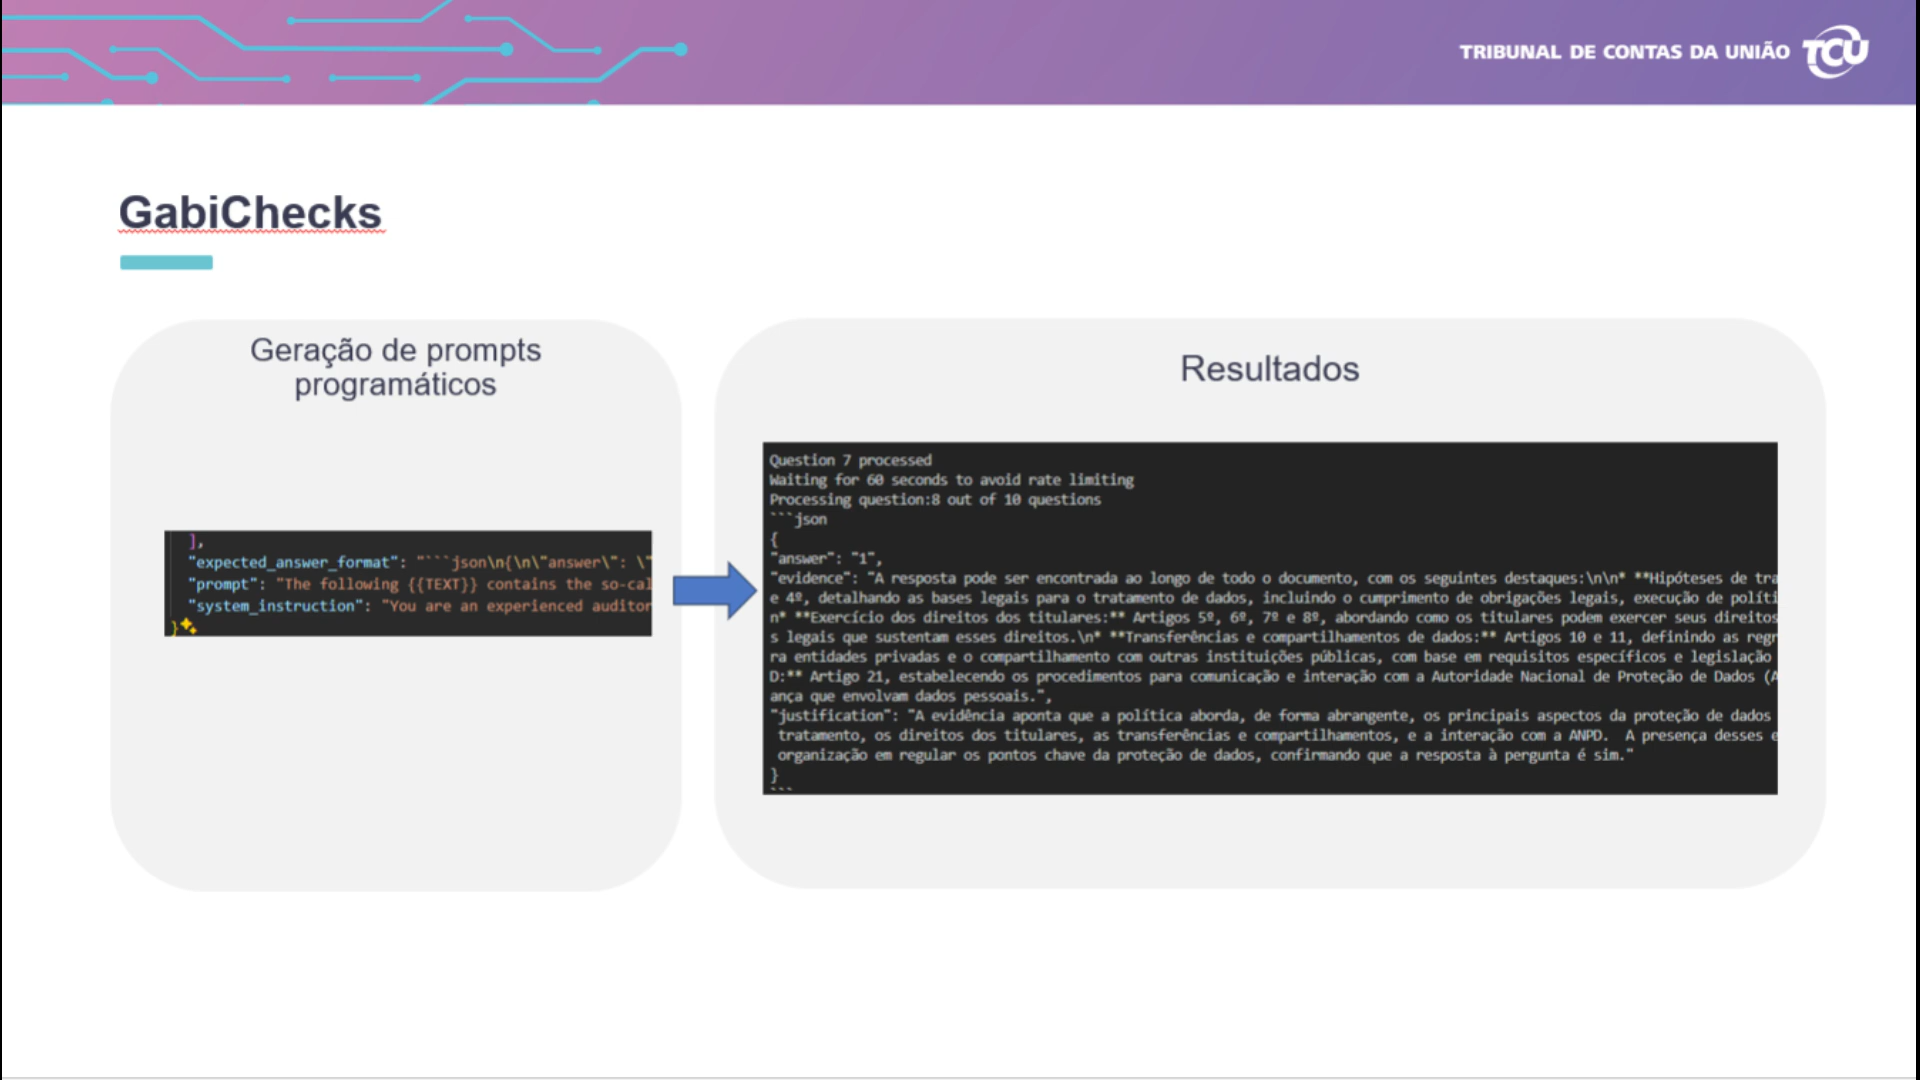 TRIBUNAL DE CONTAS DA UNIÃO TCU
GabiChecks
Geração de prompts
programáticos
],
"expected_answer_format": "```json\n{\n\"answer\": \"
"prompt": "The following {{TEXT}} contains the so-cal
"system_instruction": "You are an experienced auditor
}
Resultados
Question 7 processed
Waiting for 60 seconds to avoid rate limiting
Processing question:8 out of 10 questions
```json
{
"answer": "1",
"evidence": "A resposta pode ser encontrada ao longo de todo o documento, com os seguintes destaques:\n\n* **Hipóteses de tra
e 4º, detalhando as bases legais para o tratamento de dados, incluindo o cumprimento de obrigações legais, execução de políti
n* **Exercício dos direitos dos titulares:** Artigos 5º, 6º, 7º e 8º, abordando como os titulares podem exercer seus direitos
s legais que sustentam esses direitos.\n* **Transferências e compartilhamentos de dados:** Artigos 10 e 11, definindo as regr
ra entidades privadas e o compartilhamento com outras instituições públicas, com base em requisitos específicos e legislação
D:** Artigo 21, estabelecendo os procedimentos para comunicação e interação com a Autoridade Nacional de Proteção de Dados (A
ança que envolvam dados pessoais.",
"justification": "A evidência aponta que a política aborda, de forma abrangente, os principais aspectos da proteção de dados
tratamento, os direitos dos titulares, as transferências e compartilhamentos, e a interação com a ANPD.  A presença desses e
organização em regular os pontos chave da proteção de dados, confirmando que a resposta à pergunta é sim."
}
```